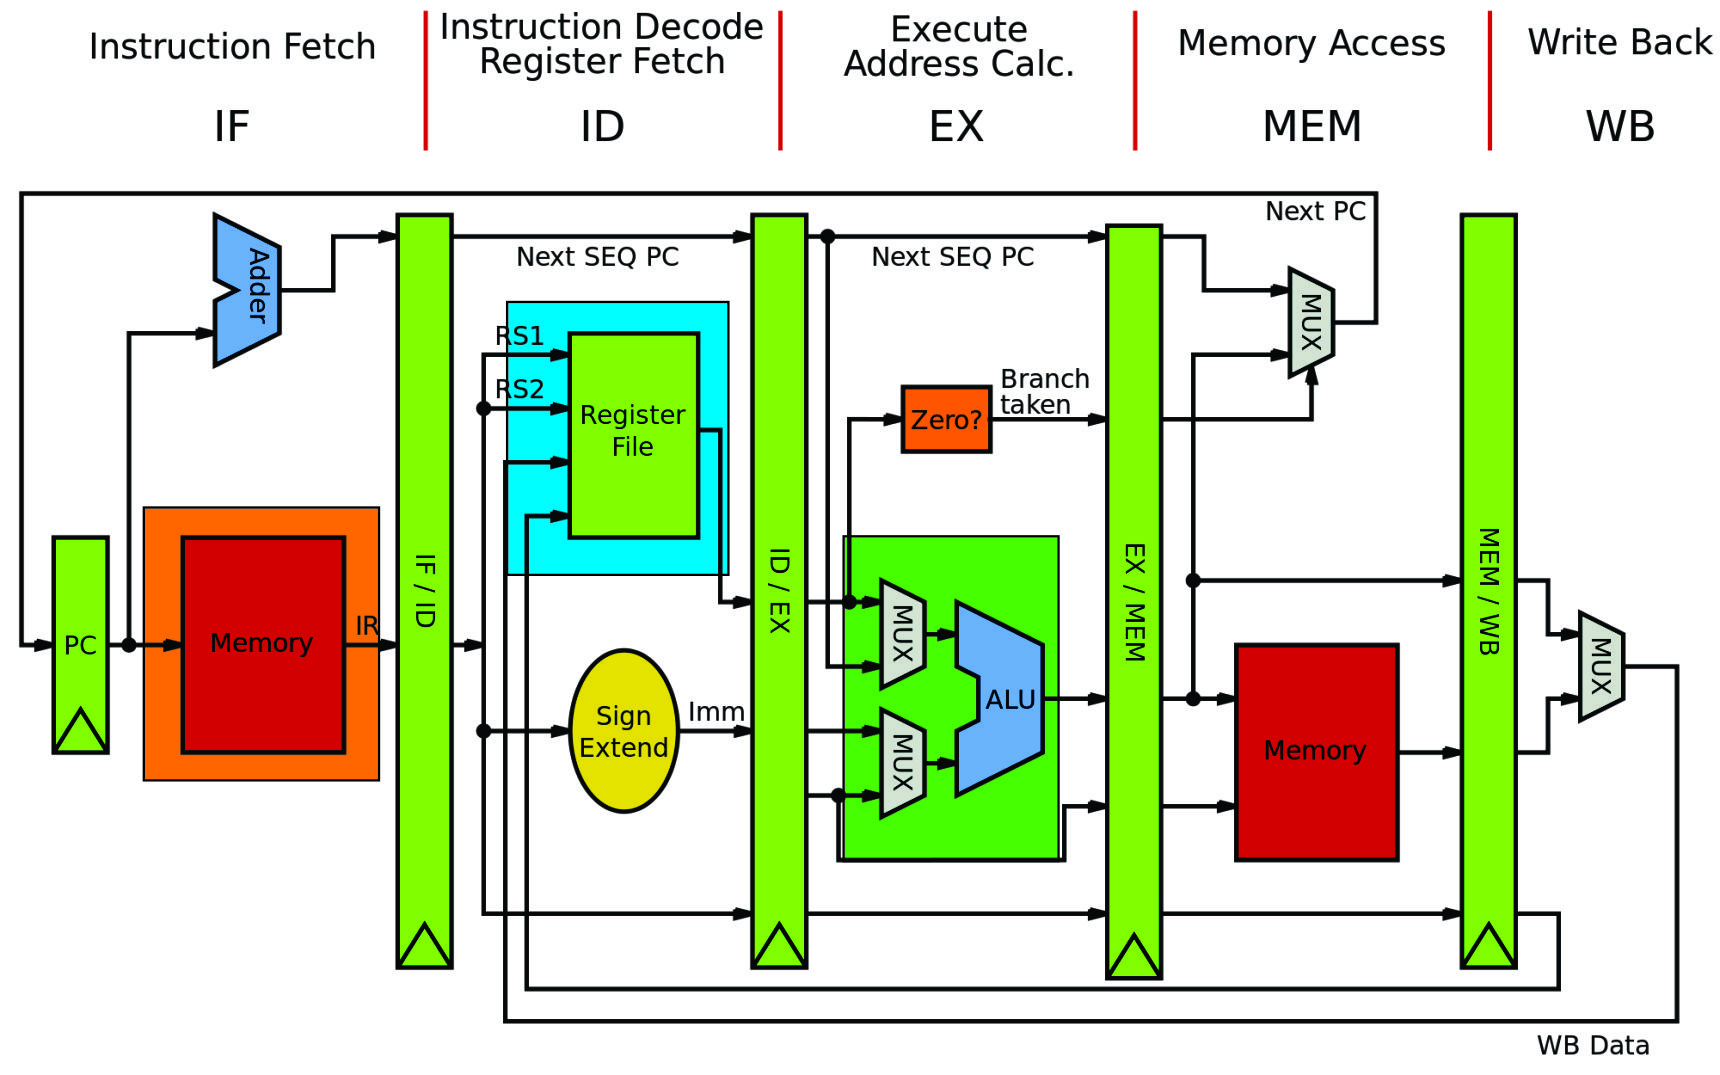 Instruction Fetch
IF
Instruction Decode
Register Fetch
ID
Execute
Address Calc.
EX
Memory Access
MEM
Write Back
WB
Next PC
Adder
Next SEQ PC
Next SEQ PC
MUX
RS1
RS2
Register
File
Zero?
Branch
taken
PC
Memory
IR
IF / ID
ID / EX
EX / MEM
MEM / WB
MUX
MUX
ALU
MUX
Sign
Extend
Imm
Memory
WB Data